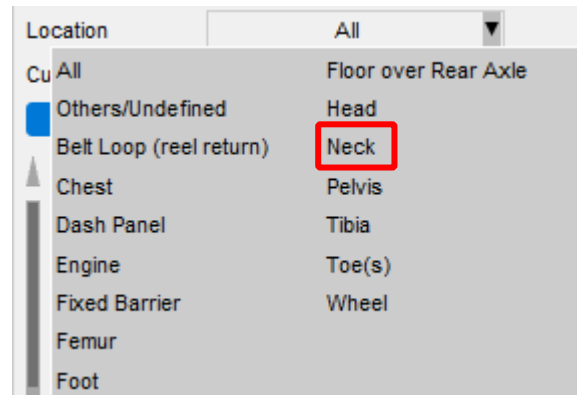 Location All
Cu
All
Others/Undefined
Belt Loop (reel return)
Chest
Dash Panel
Engine
Fixed Barrier
Femur
Foot
Floor over Rear Axle
Head
Neck
Pelvis
Tibia
Toe(s)
Wheel